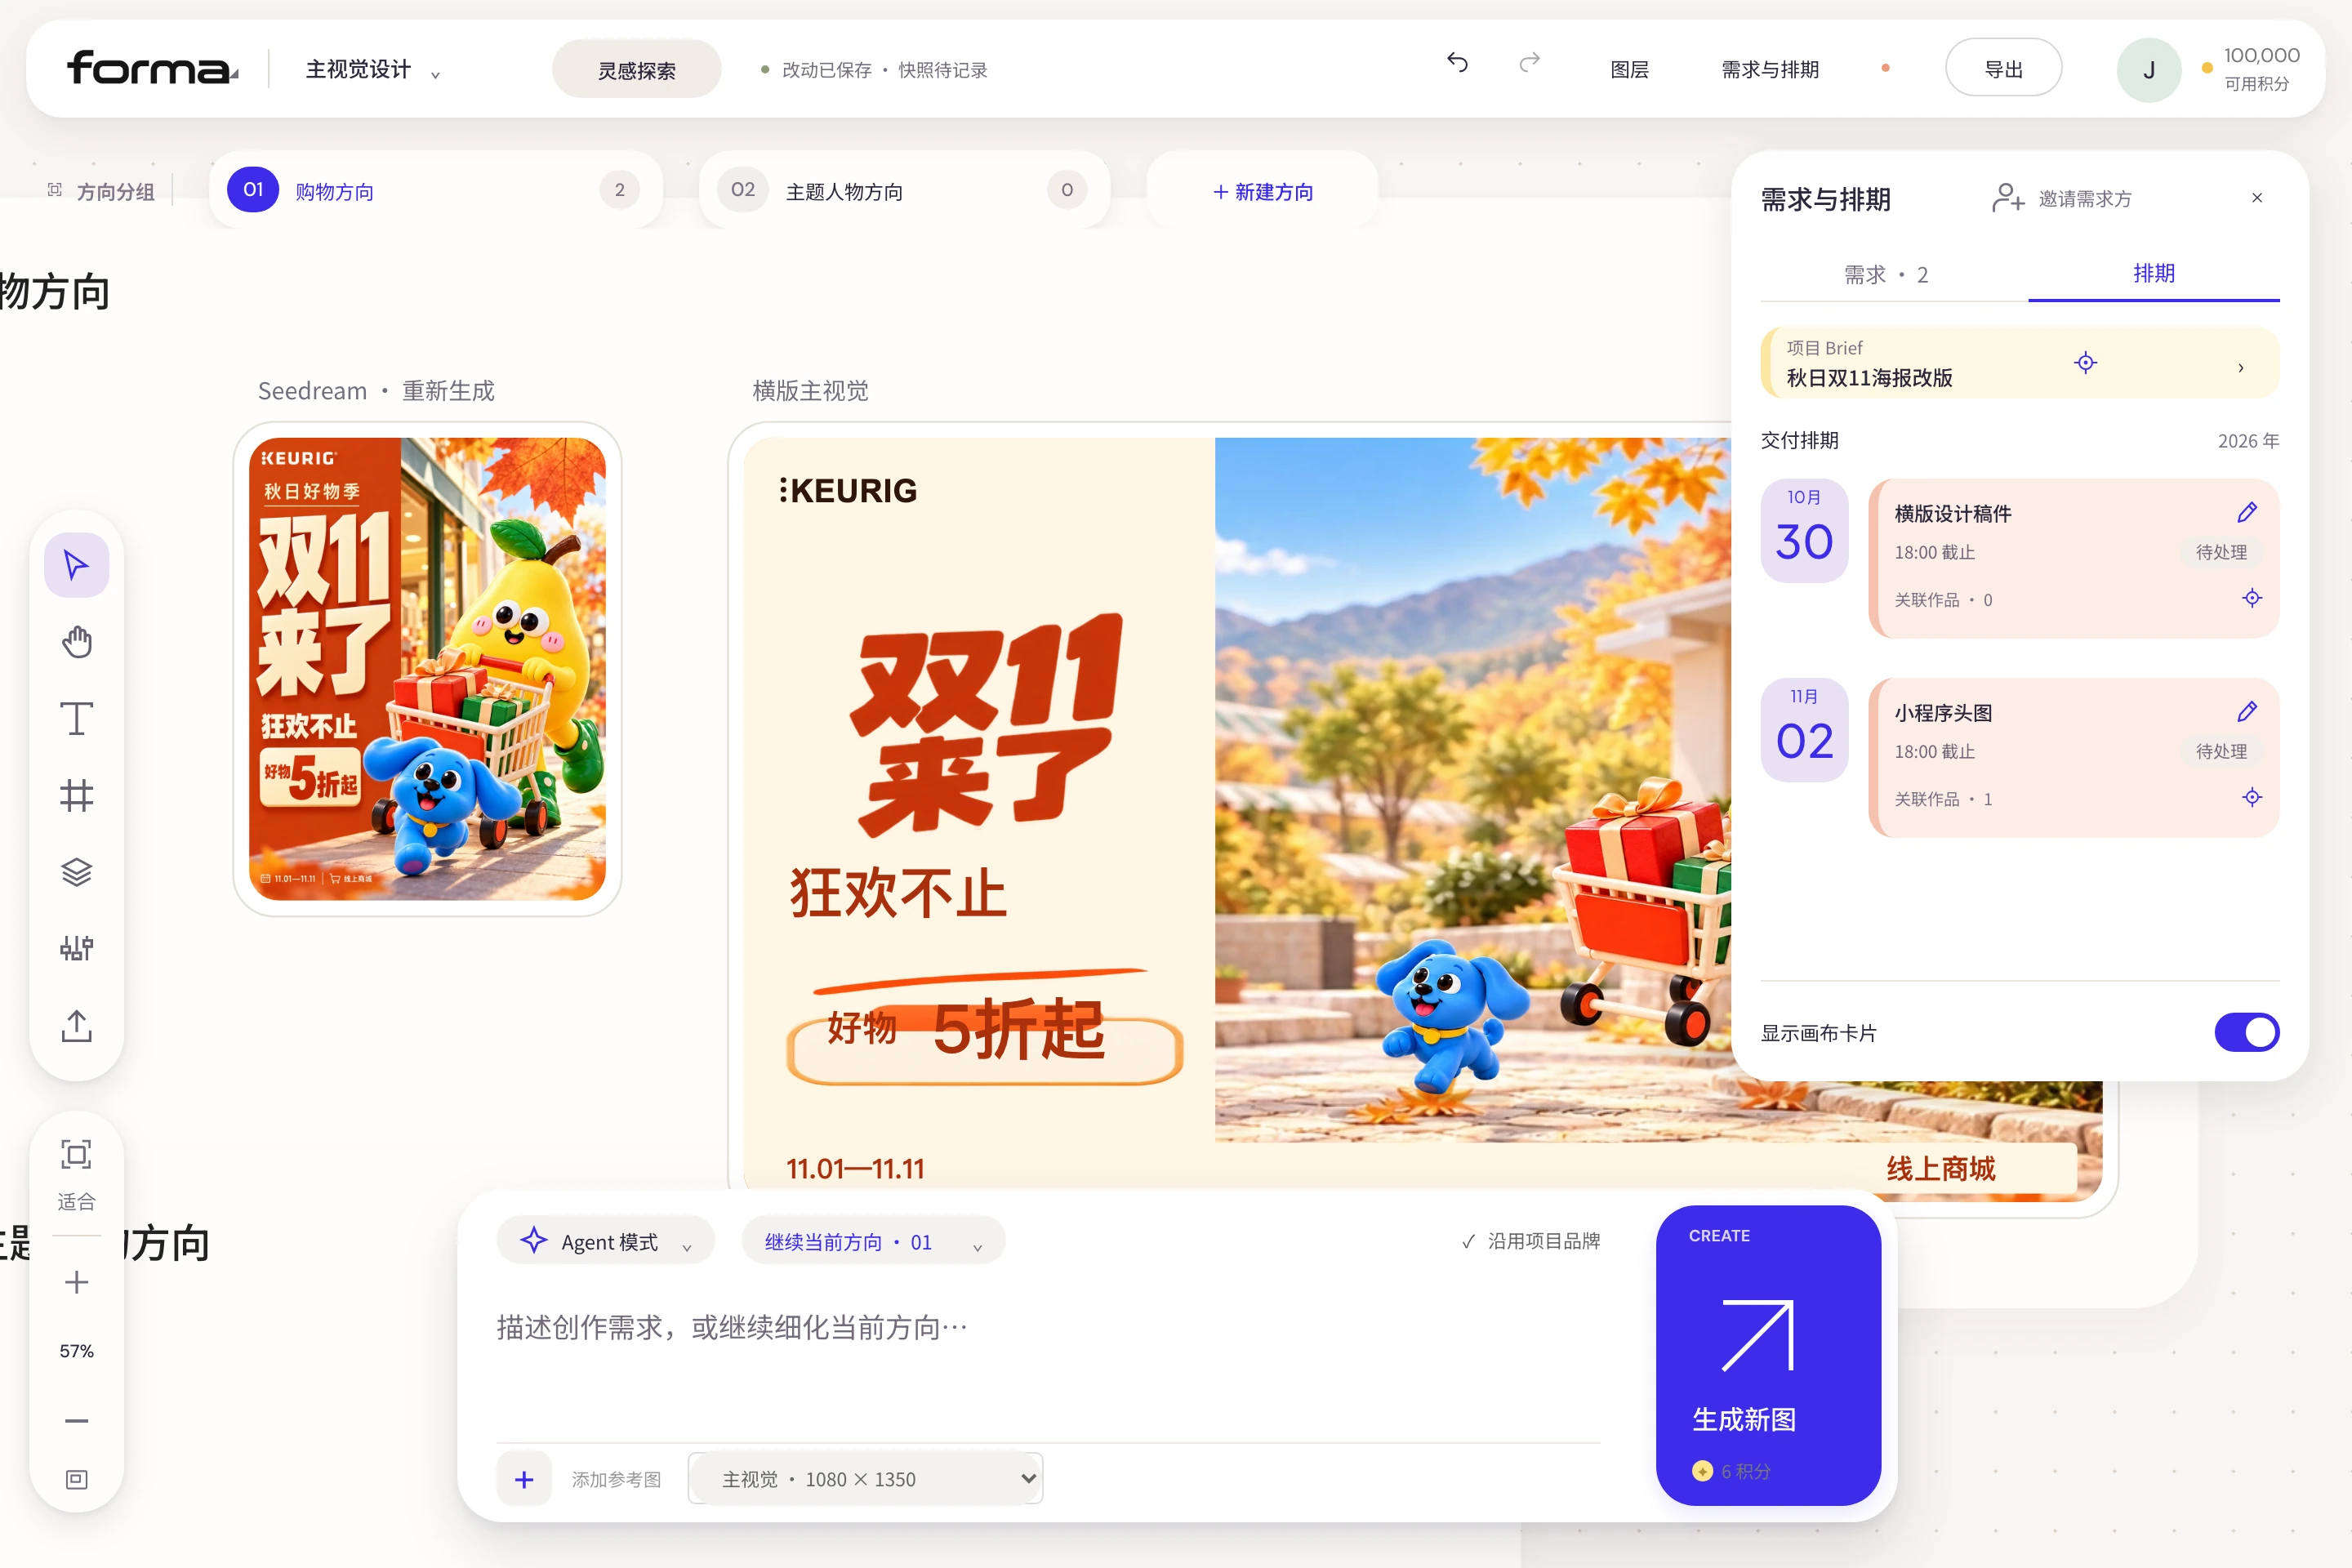 forma
主视觉设计
灵感探索
改动已保存 · 快照待记录
图层
需求与排期
导出
J
100,000
可用积分
方向分组
01 购物方向 2
02 主题人物方向 0
+ 新建方向
物方向
Seedream · 重新生成
KEURIG
秋日好物季
双11
来了
狂欢不止
好物5折起
11.01—11.11 线上商城
横版主视觉
KEURIG
双11
来了
狂欢不止
好物 5折起
11.01—11.11
线上商城
需求与排期
邀请需求方
×
需求 · 2
排期
项目 Brief
秋日双11海报改版
交付排期
2026 年
10月
30
横版设计稿件
18:00 截止
待处理
关联作品 · 0
11月
02
小程序头图
18:00 截止
待处理
关联作品 · 1
显示画布卡片
适合
57%
方向
Agent 模式
继续当前方向 · 01
✓ 沿用项目品牌
描述创作需求，或继续细化当前方向…
+
添加参考图
主视觉 · 1080 × 1350
CREATE
生成新图
6 积分